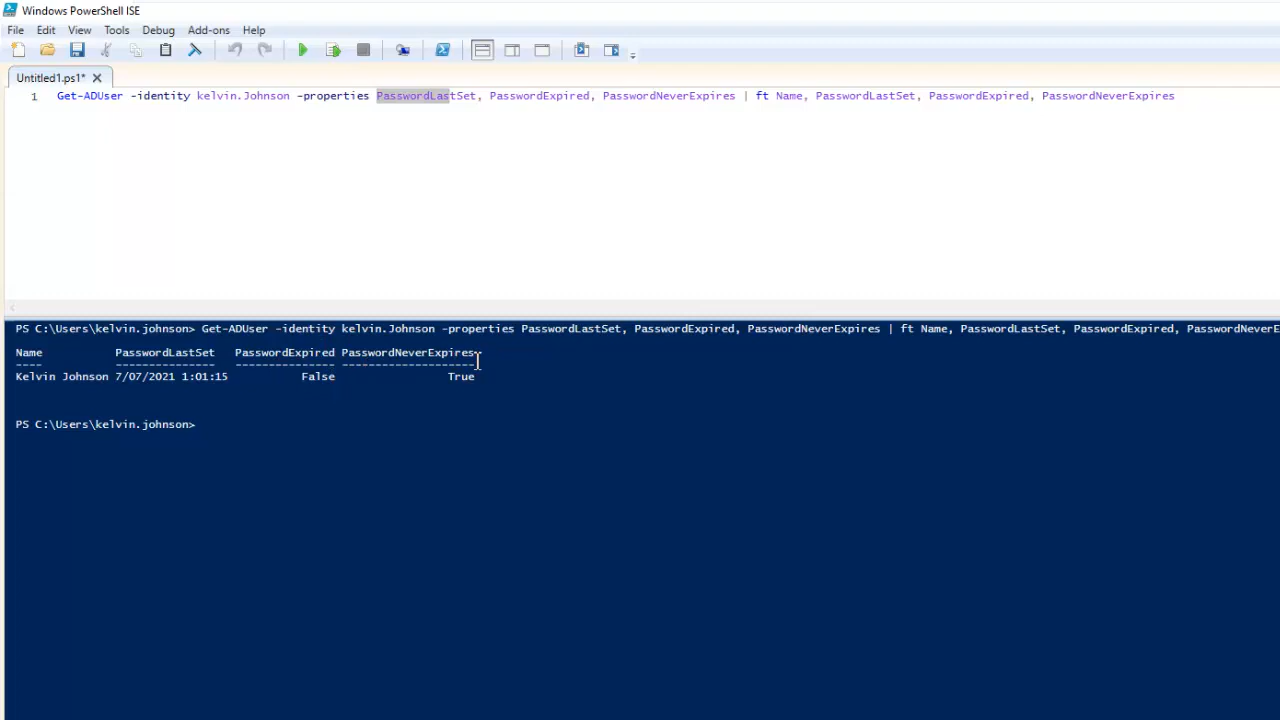 Windows PowerShell ISE
File Edit View Tools Debug Add-ons Help
Untitled1.ps1*
1 Get-ADUser -identity kelvin.Johnson -properties PasswordLastSet, PasswordExpired, PasswordNeverExpires | ft Name, PasswordLastSet, PasswordExpired, PasswordNeverExpires
PS C:\Users\kelvin.johnson> Get-ADUser -identity kelvin.Johnson -properties PasswordLastSet, PasswordExpired, PasswordNeverExpires | ft Name, PasswordLastSet, PasswordExpired, PasswordNeverE
Name PasswordLastSet PasswordExpired PasswordNeverExpires
---- --------------- --------------- --------------------
Kelvin Johnson 7/07/2021 1:01:15 False True
PS C:\Users\kelvin.johnson>